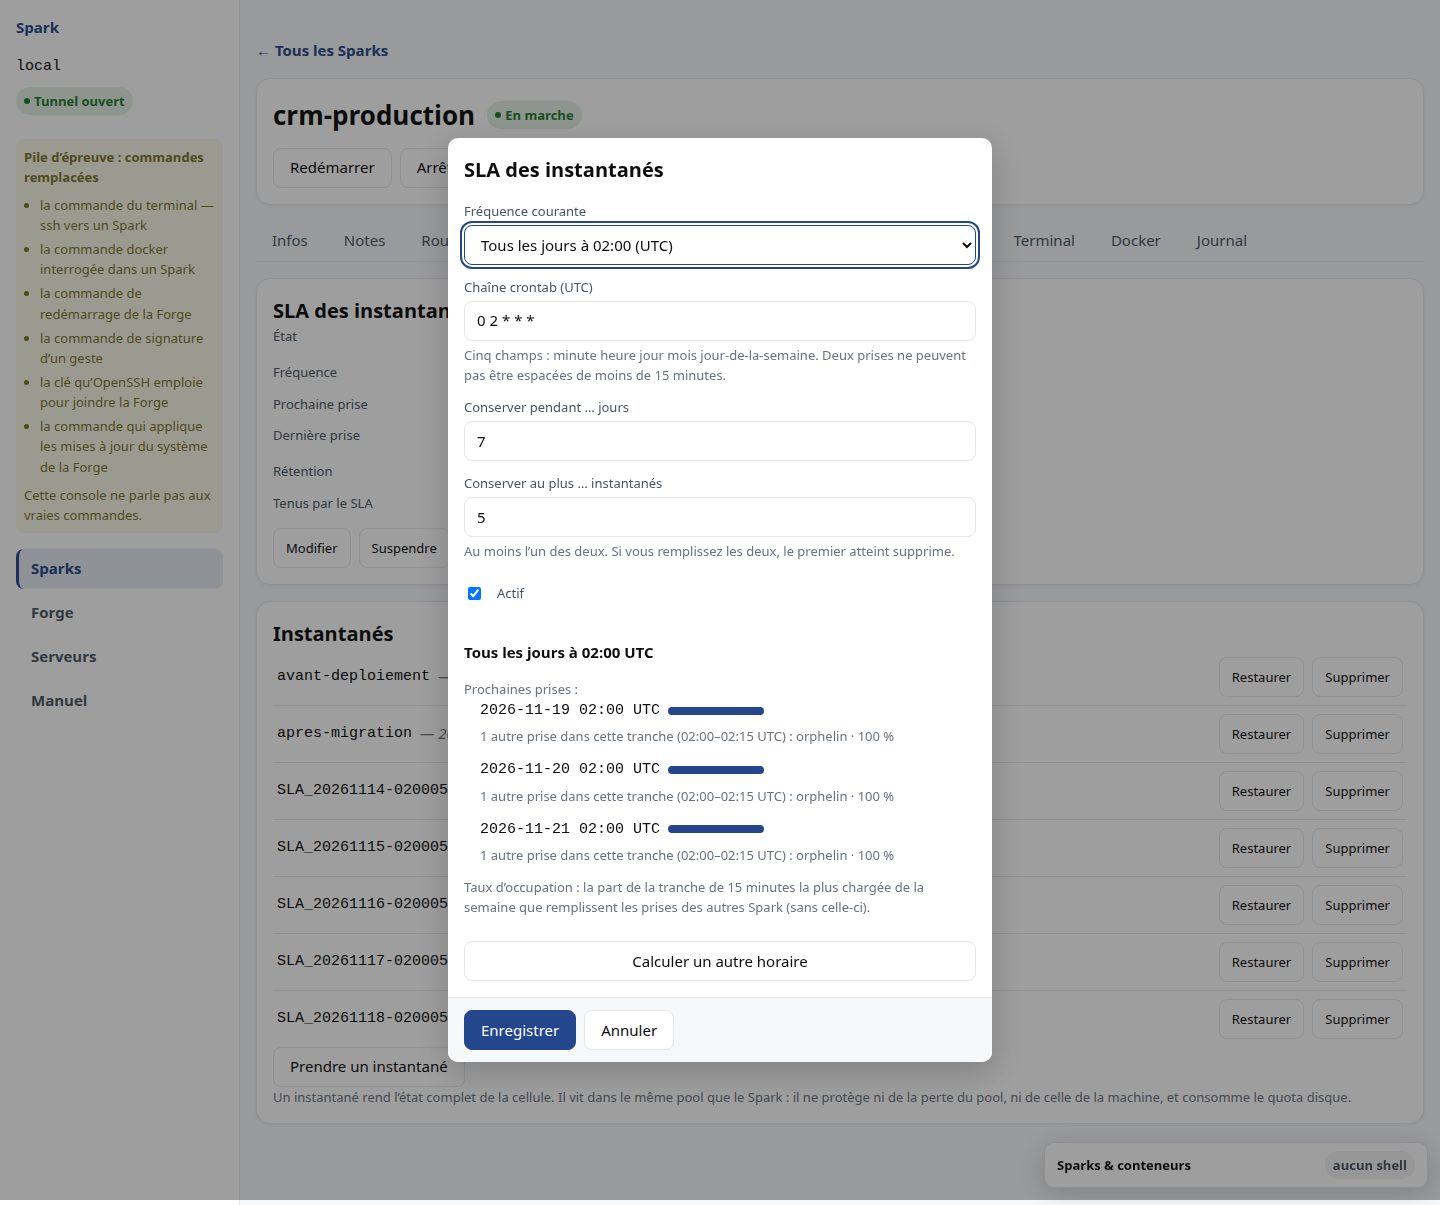 Spark
local
Tunnel ouvert
Pile d’épreuve : commandes
remplacées
la commande du terminal —
ssh vers un Spark
la commande docker
interrogée dans un Spark
la commande de
redémarrage de la Forge
la commande de signature
d’un geste
la clé qu’OpenSSH emploie
pour joindre la Forge
la commande qui applique
les mises à jour du système
de la Forge
Cette console ne parle pas aux
vraies commandes.
Sparks
Forge
Serveurs
Manuel
← Tous les Sparks
crm-production
En marche
Redémarrer
Infos
Notes
Terminal
Docker
Journal
SLA des
État
Fréquence
Prochaine prise
Dernière prise
Rétention
Tenus par le SLA
Modifier
Suspendre
Instantanés
avant-deploiement —
Restaurer
Supprimer
apres-migration —
Restaurer
Supprimer
SLA_20261114-020005
Restaurer
Supprimer
SLA_20261115-020005
Restaurer
Supprimer
SLA_20261116-020005
Restaurer
Supprimer
SLA_20261117-020005
Restaurer
Supprimer
SLA_20261118-020005
Restaurer
Supprimer
Prendre un instantané
Un instantané rend l’état complet de la cellule. Il vit dans le même pool que le Spark : il ne protège ni de la perte du pool, ni de celle de la machine, et consomme le quota disque.
SLA des instantanés
Fréquence courante
Tous les jours à 02:00 (UTC)
Chaîne crontab (UTC)
0 2 * * *
Cinq champs : minute heure jour mois jour-de-la-semaine. Deux prises ne peuvent
pas être espacées de moins de 15 minutes.
Conserver pendant … jours
7
Conserver au plus … instantanés
5
Au moins l’un des deux. Si vous remplissez les deux, le premier atteint supprime.
Actif
Tous les jours à 02:00 UTC
Prochaines prises :
2026-11-19 02:00 UTC
1 autre prise dans cette tranche (02:00–02:15 UTC) : orphelin · 100 %
2026-11-20 02:00 UTC
1 autre prise dans cette tranche (02:00–02:15 UTC) : orphelin · 100 %
2026-11-21 02:00 UTC
1 autre prise dans cette tranche (02:00–02:15 UTC) : orphelin · 100 %
Taux d’occupation : la part de la tranche de 15 minutes la plus chargée de la
semaine que remplissent les prises des autres Spark (sans celle-ci).
Calculer un autre horaire
Enregistrer
Annuler
Sparks & conteneurs
aucun shell